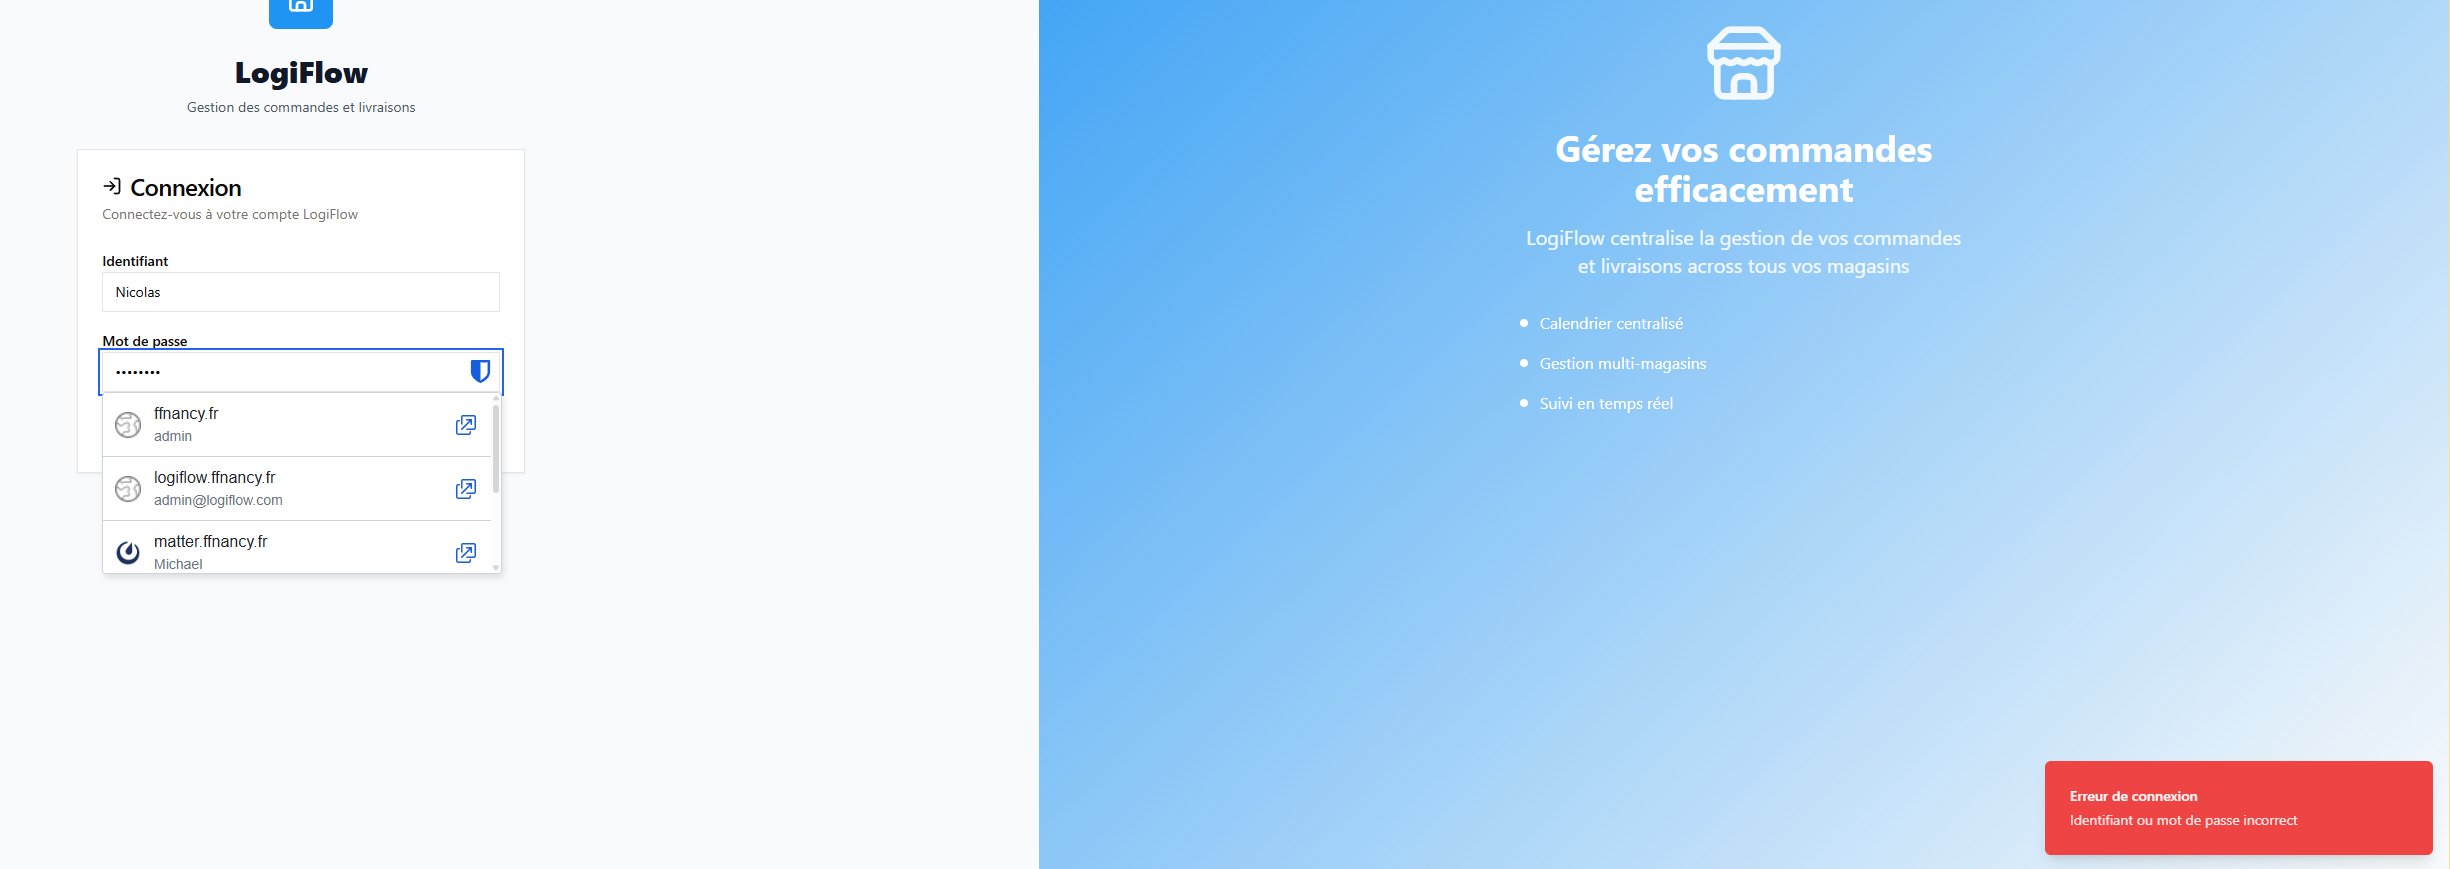 LogiFlow
Gestion des commandes et livraisons
Connexion
Connectez-vous à votre compte LogiFlow
Identifiant
Nicolas
Mot de passe
••••••••
ffnancy.fr
admin
logiflow.ffnancy.fr
admin@logiflow.com
matter.ffnancy.fr
Michael
Gérez vos commandes
efficacement
LogiFlow centralise la gestion de vos commandes
et livraisons across tous vos magasins
Calendrier centralisé
Gestion multi-magasins
Suivi en temps réel
Erreur de connexion
Identifiant ou mot de passe incorrect